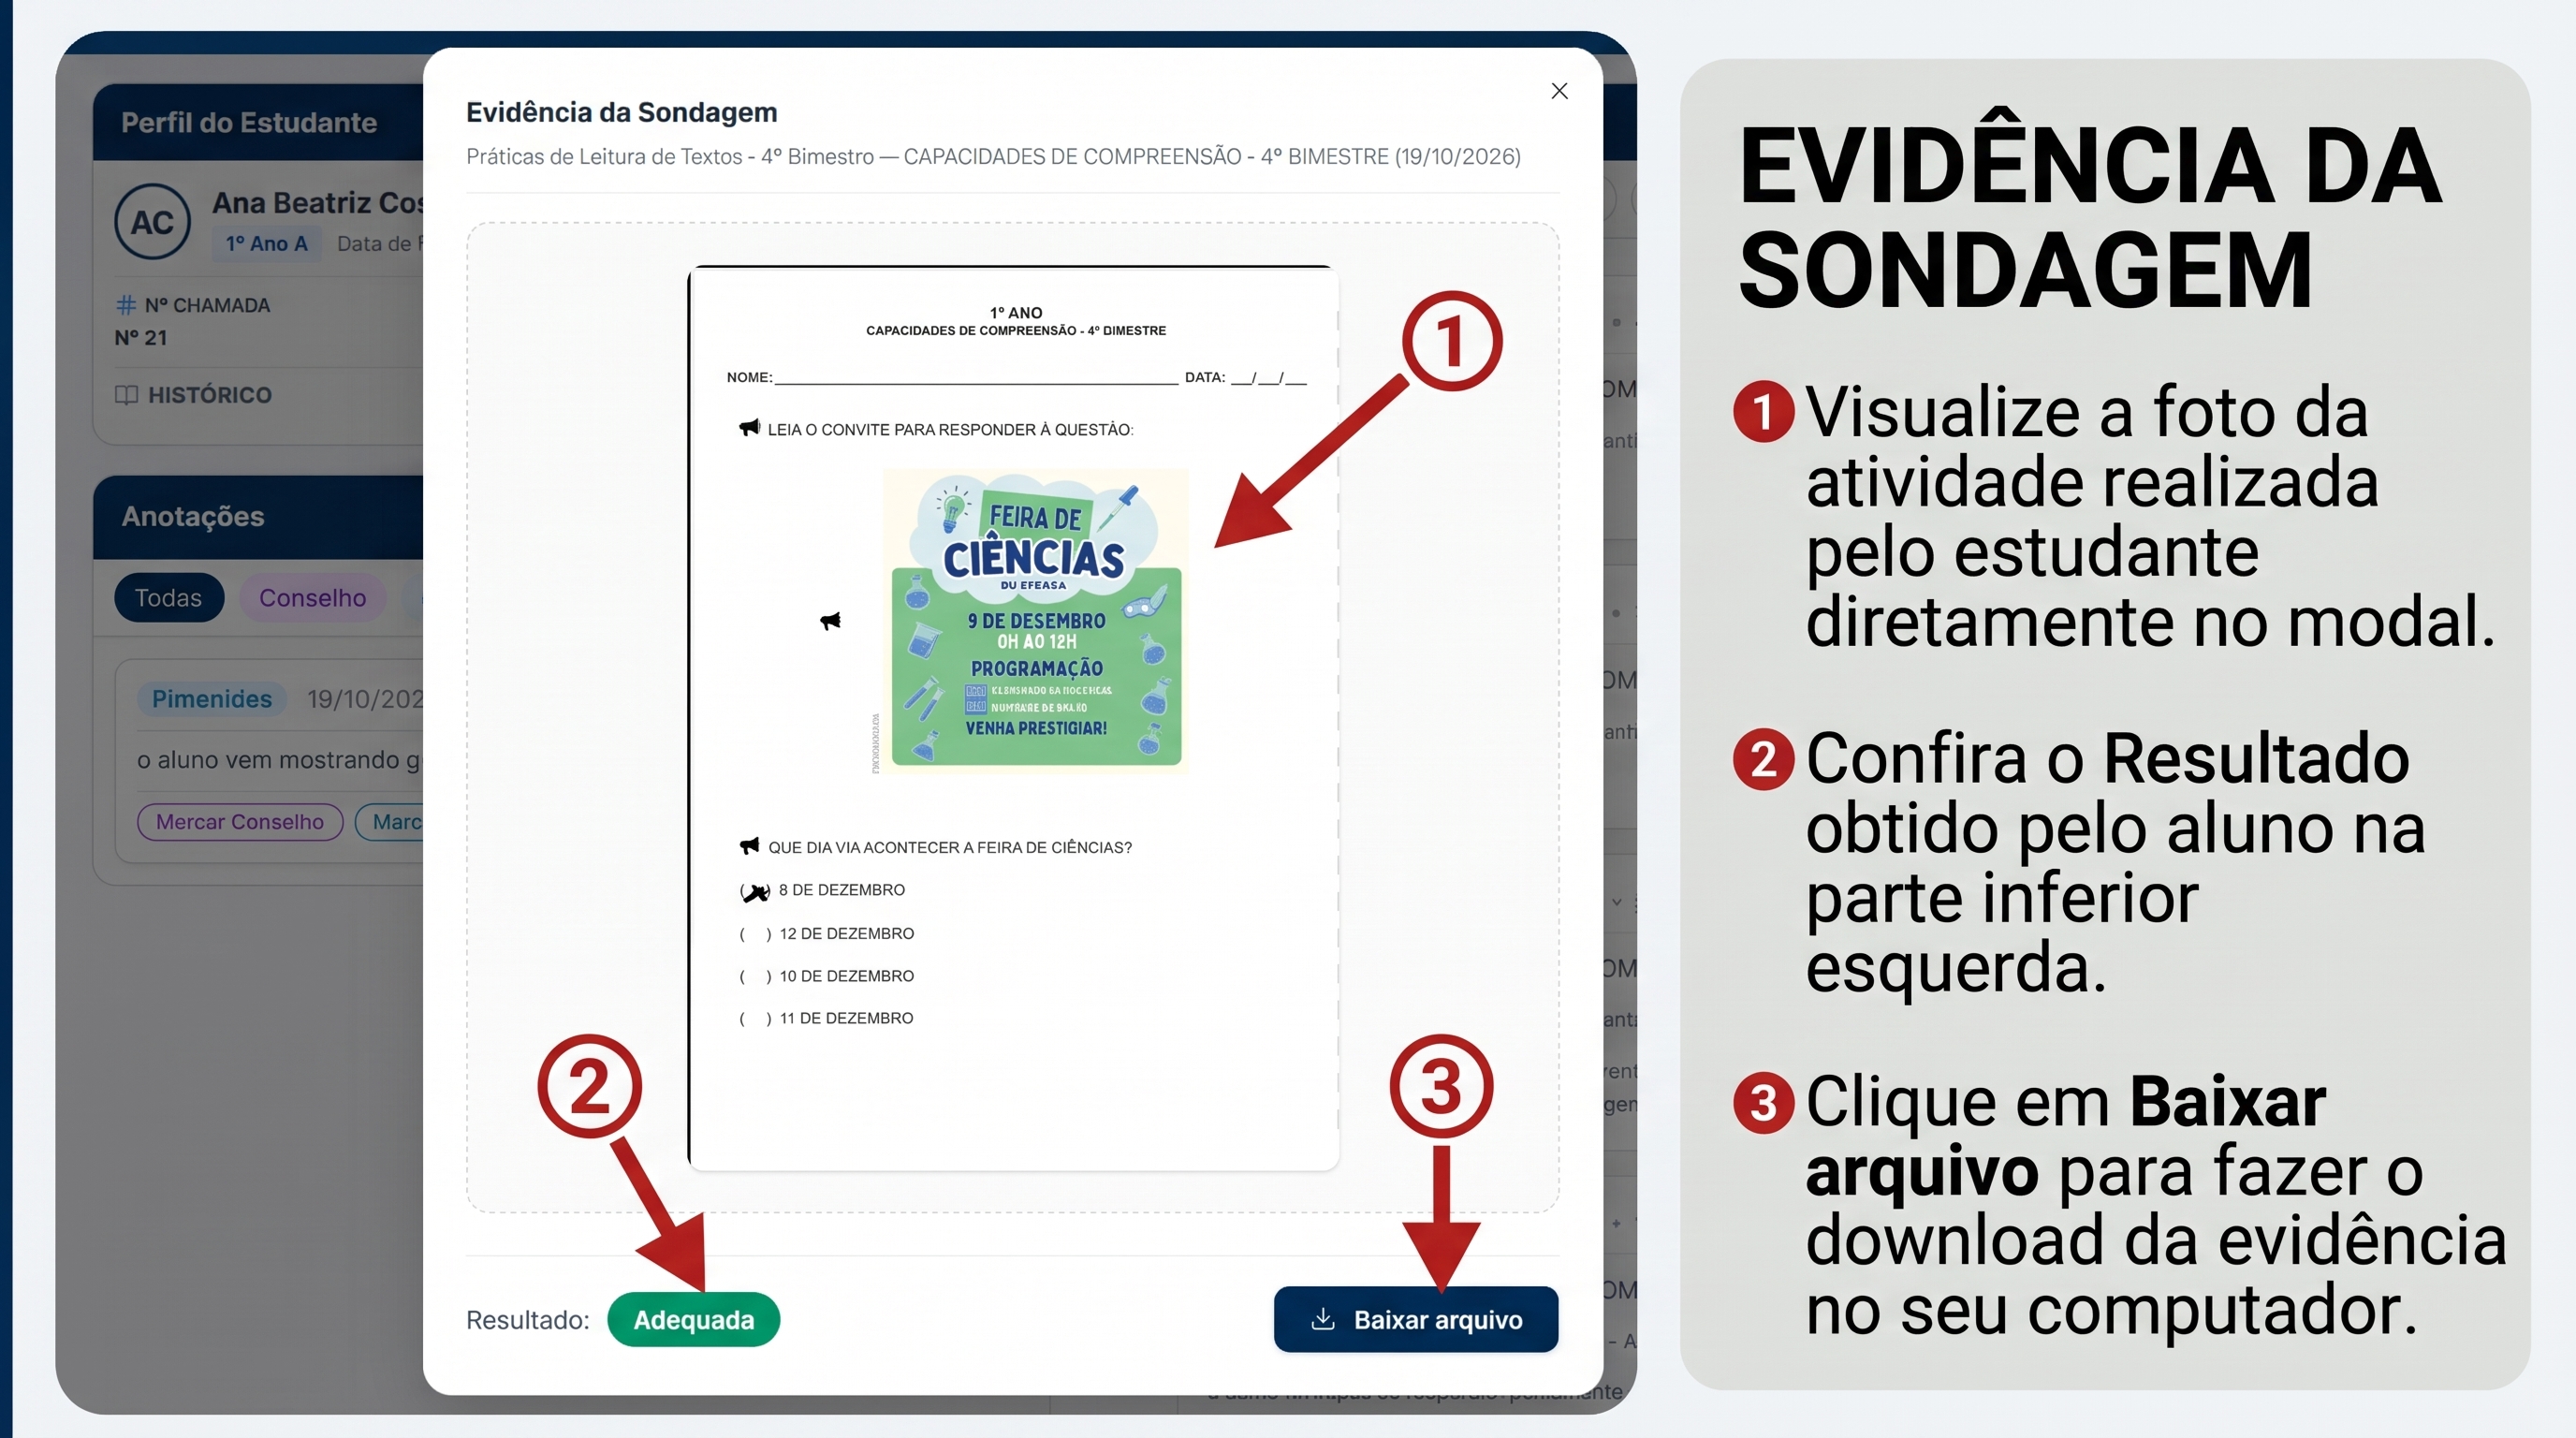 Perfil do Estudante
AC
Ana Beatriz Cos
1º Ano A Data de
Nº CHAMADA
Nº 21
HISTÓRICO
Anotações
Todas Conselho
Pimenides 19/10/202
o aluno vem mostrando g
Mercar Conselho Marc
Evidência da Sondagem
Práticas de Leitura de Textos - 4º Bimestro — CAPACIDADES DE COMPREENSÃO - 4º BIMESTRE (19/10/2026)
1º ANO
CAPACIDADES DE COMPREENSÃO - 4º DIMESTRE
NOME: DATA: __/__/__
LEIA O CONVITE PARA RESPONDER À QUESTÃO:
FEIRA DE
CIÊNCIAS
DU EFEASA
9 DE DESEMBRO
0H AO 12H
PROGRAMAÇÃO
VENHA PRESTIGIAR!
QUE DIA VIA ACONTECER A FEIRA DE CIÊNCIAS?
( ) 8 DE DEZEMBRO
( ) 12 DE DEZEMBRO
( ) 10 DE DEZEMBRO
( ) 11 DE DEZEMBRO
1
2
3
Resultado: Adequada
Baixar arquivo
EVIDÊNCIA DA
SONDAGEM
1 Visualize a foto da
atividade realizada
pelo estudante
diretamente no modal.
2 Confira o Resultado
obtido pelo aluno na
parte inferior
esquerda.
3 Clique em Baixar
arquivo para fazer o
download da evidência
no seu computador.